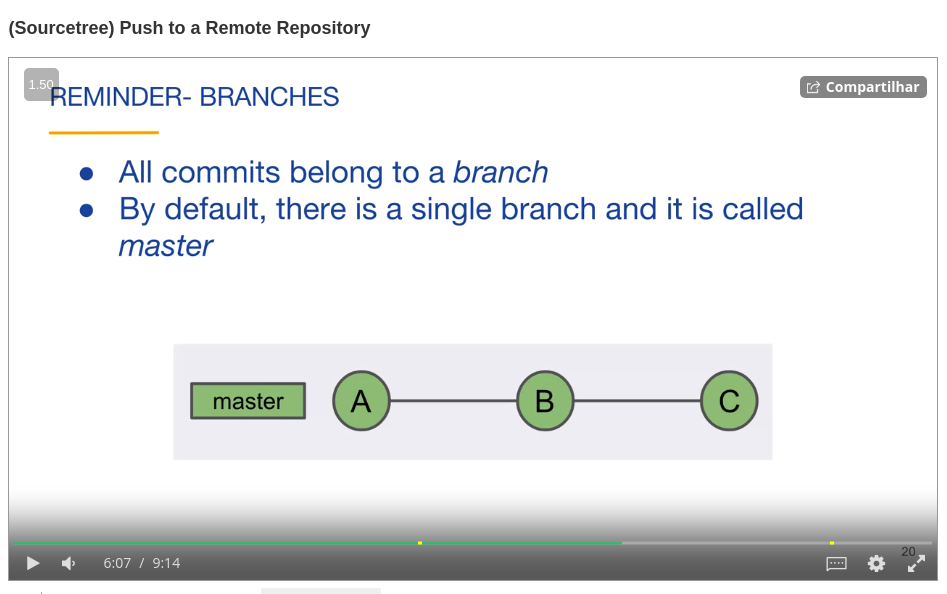 (Sourcetree) Push to a Remote Repository
1.50
REMINDER- BRANCHES
Compartilhar
● All commits belong to a branch
● By default, there is a single branch and it is called
master
master A B C
20
6:07 / 9:14